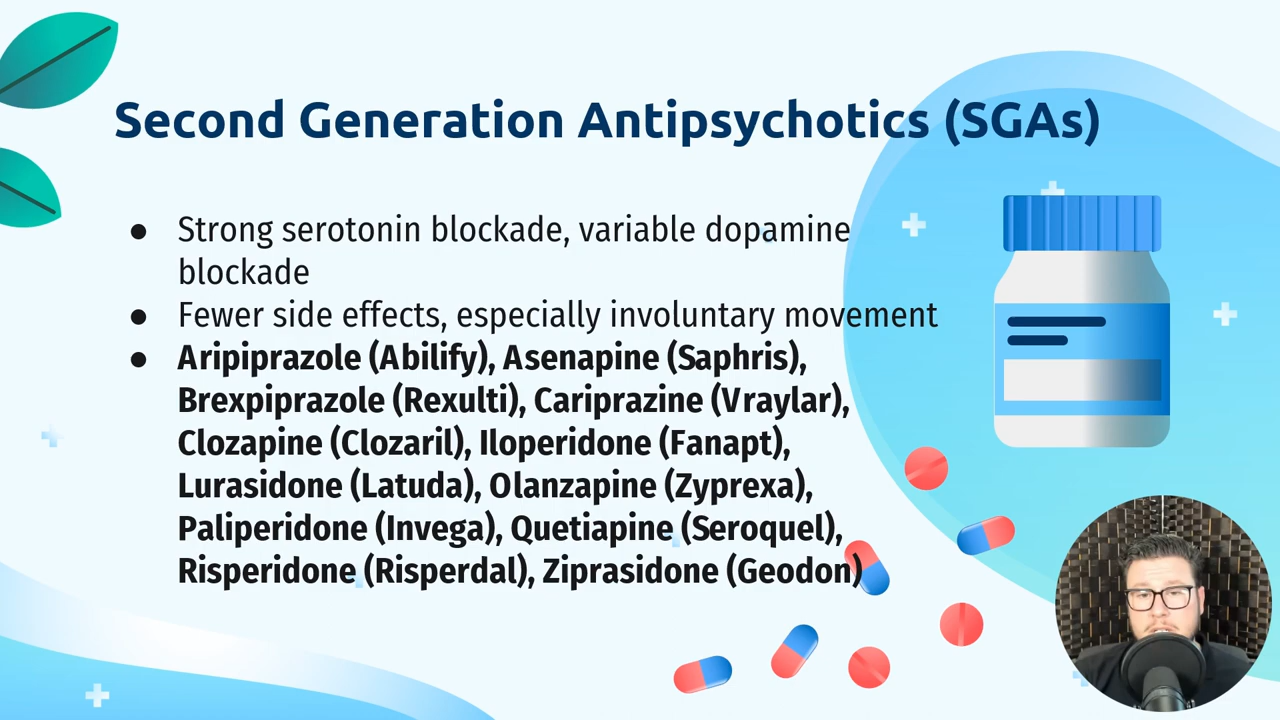 Second Generation Antipsychotics (SGAs)
● Strong serotonin blockade, variable dopamine
blockade
● Fewer side effects, especially involuntary movement
● Aripiprazole (Abilify), Asenapine (Saphris),
Brexpiprazole (Rexulti), Cariprazine (Vraylar),
Clozapine (Clozaril), Iloperidone (Fanapt),
Lurasidone (Latuda), Olanzapine (Zyprexa),
Paliperidone (Invega), Quetiapine (Seroquel),
Risperidone (Risperdal), Ziprasidone (Geodon)